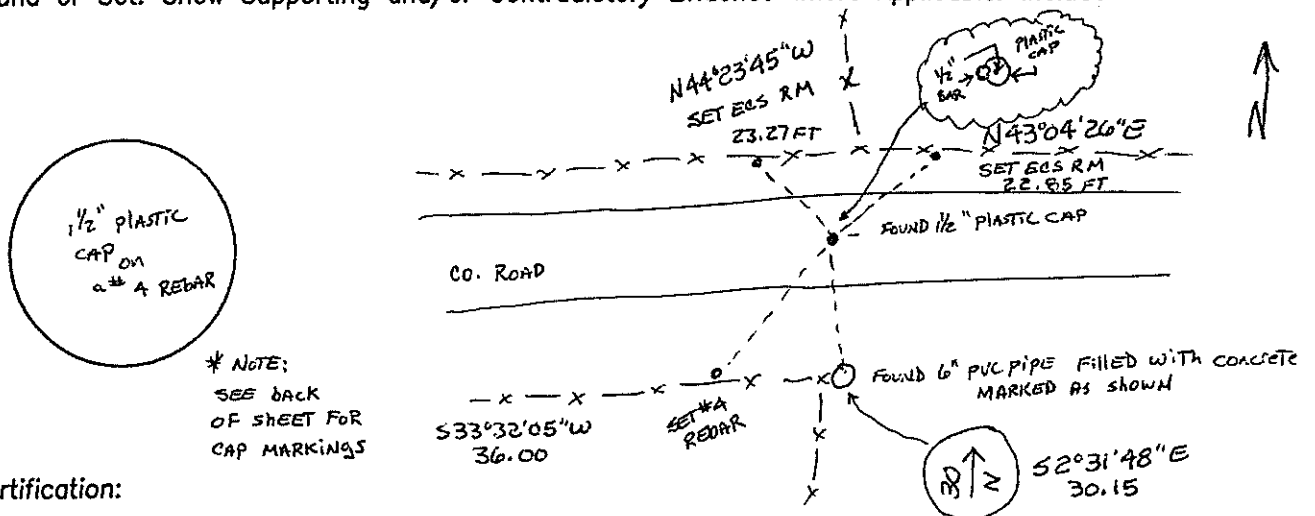 N44°23'45"W
SET ECS RM
23.27 FT
PLASTIC
CAP
1/2"
BAR
N
N43°04'26"E
SET ECS RM
22.85 FT
1 1/2" PLASTIC
CAP on
a #4 REBAR
FOUND 1 1/2" PLASTIC CAP
CO. ROAD
* NOTE:
SEE bACK
OF ShEET FOR
CAP MARKINGS
FOUND 6" PVC PIPE FILLED WITH CONCRETE
MARKED AS SHOWN
SET #4
REBAR
S33°32'05"W
36.00
30 N
S2°31'48"E
30.15
rtification: